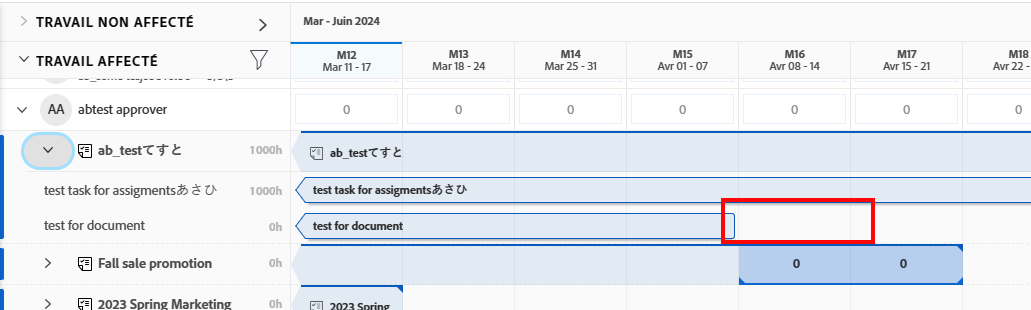 TRAVAIL NON AFFECTÉ
Mar - Juin 2024
TRAVAIL AFFECTÉ
M12
Mar 11 - 17
M13
Mar 18 - 24
M14
Mar 25 - 31
M15
Avr 01 - 07
M16
Avr 08 - 14
M17
Avr 15 - 21
M18
Avr 22 -
AA
abtest approver
0
0
0
0
0
0
0
ab_testてすと
1000h
ab_testてすと
test task for assigmentsあさひ
1000h
test task for assigmentsあさひ
test for document
0h
test for document
Fall sale promotion
0h
0
0
2023 Spring Marketing
0h
2023 Spring